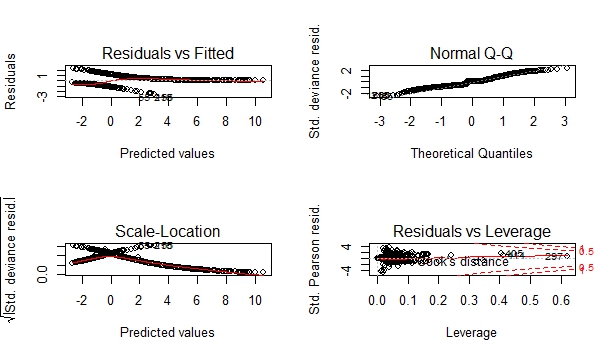 Residuals vs Fitted
Residuals
1
-3
-2 0 2 4 6 8 10
Predicted values
Normal Q-Q
Std. deviance resid.
2
-2
-3 -2 -1 0 1 2 3
Theoretical Quantiles
Scale-Location
√|Std. deviance resid.|
0.0
-2 0 2 4 6 8 10
Predicted values
Residuals vs Leverage
Std. Pearson resid.
4
-4
405
297
Cook's distance
1
0.5
0.5
1
0.0 0.1 0.2 0.3 0.4 0.5 0.6
Leverage